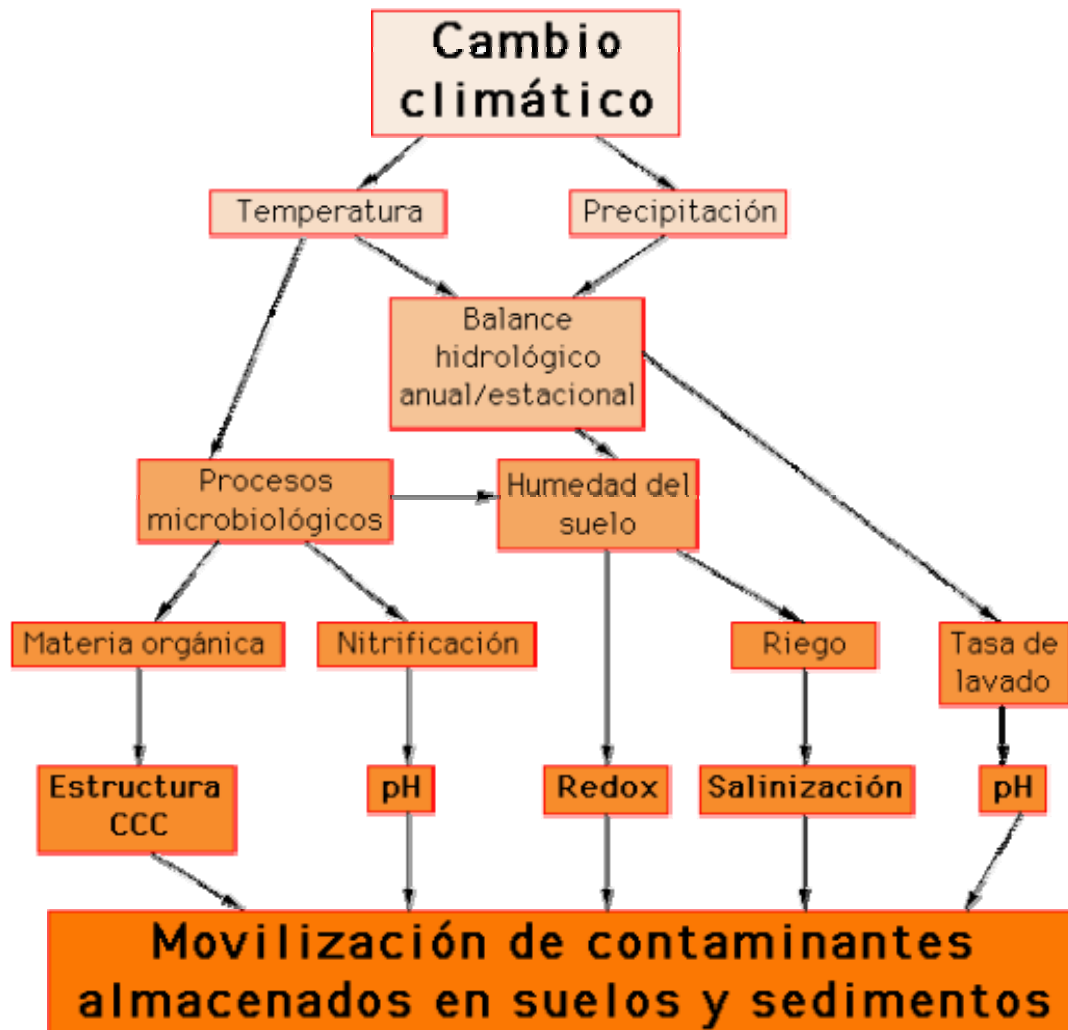 Cambio
climático
Temperatura
Precipitación
Balance
hidrológico
anual/estacional
Procesos
microbiológicos
Humedad del
suelo
Materia orgánica
Nitrificación
Riego
Tasa de
lavado
Estructura
CCC
pH
Redox
Salinización
pH
Movilización de contaminantes
almacenados en suelos y sedimentos